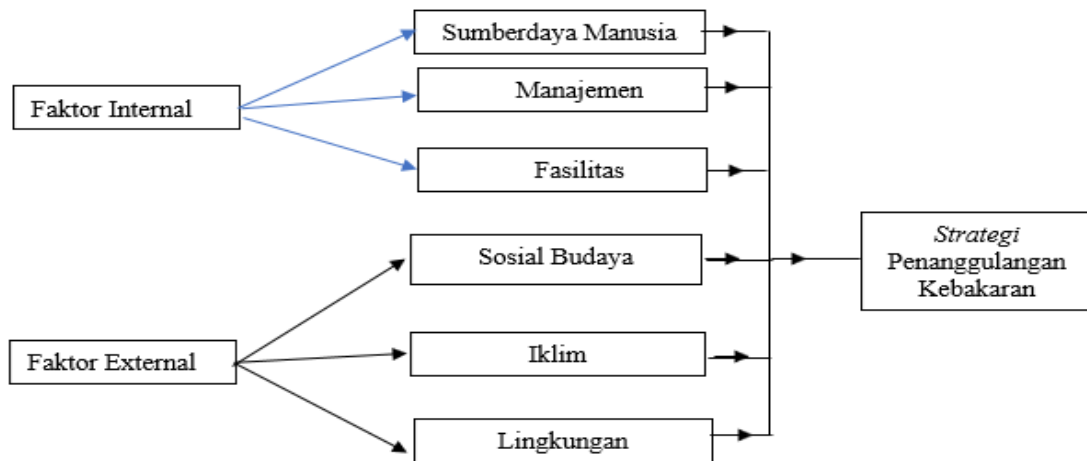 Sumberdaya Manusia
Manajemen
Faktor Internal
Fasilitas
Sosial Budaya
Strategi
Penanggulangan
Kebakaran
Faktor External
Iklim
Lingkungan